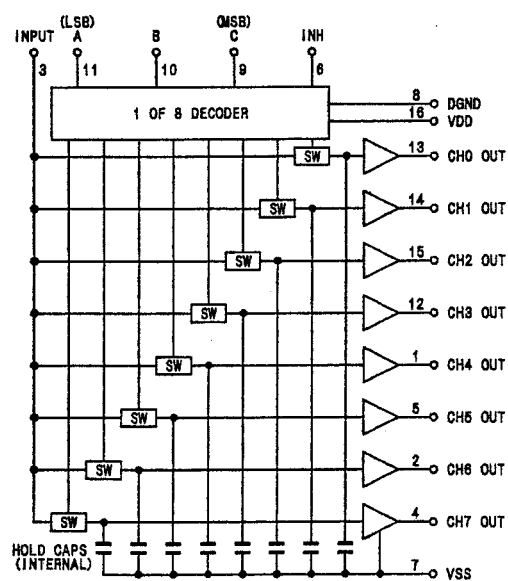 (LSB) (MSB)
INPUT A B C INH
3 11 10 9 6
1 OF 8 DECODER
8 DGND
16 VDD
13
SW CH0 OUT
14
SW CH1 OUT
15
SW CH2 OUT
12
SW CH3 OUT
1
SW CH4 OUT
5
SW CH5 OUT
2
SW CH6 OUT
4
SW CH7 OUT
HOLD CAPS
(INTERNAL)
7
VSS